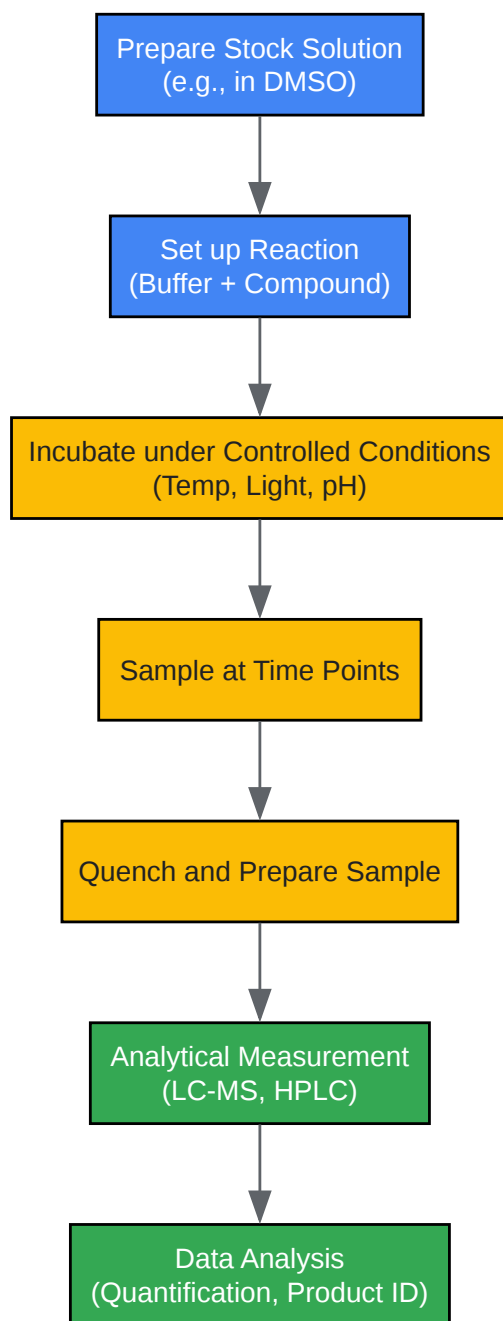 Prepare Stock Solution
(e.g., in DMSO)
Set up Reaction
(Buffer + Compound)
Incubate under Controlled Conditions
(Temp, Light, pH)
Sample at Time Points
Quench and Prepare Sample
Analytical Measurement
(LC-MS, HPLC)
Data Analysis
(Quantification, Product ID)